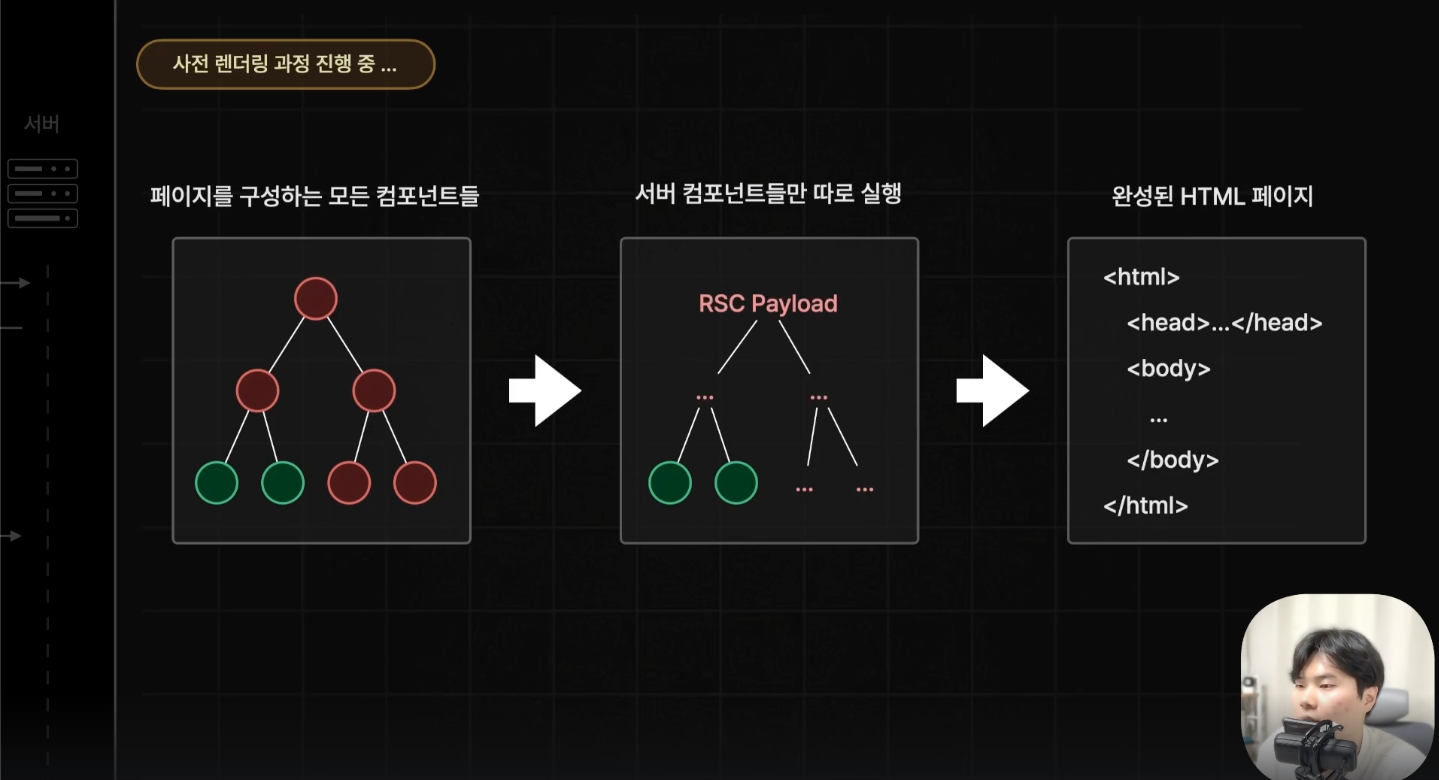 사전 렌더링 과정 진행 중 ...
서버
페이지를 구성하는 모든 컴포넌트들
서버 컴포넌트들만 따로 실행
RSC Payload
... ...
... ...
완성된 HTML 페이지
<html>
<head>...</head>
<body>
...
</body>
</html>